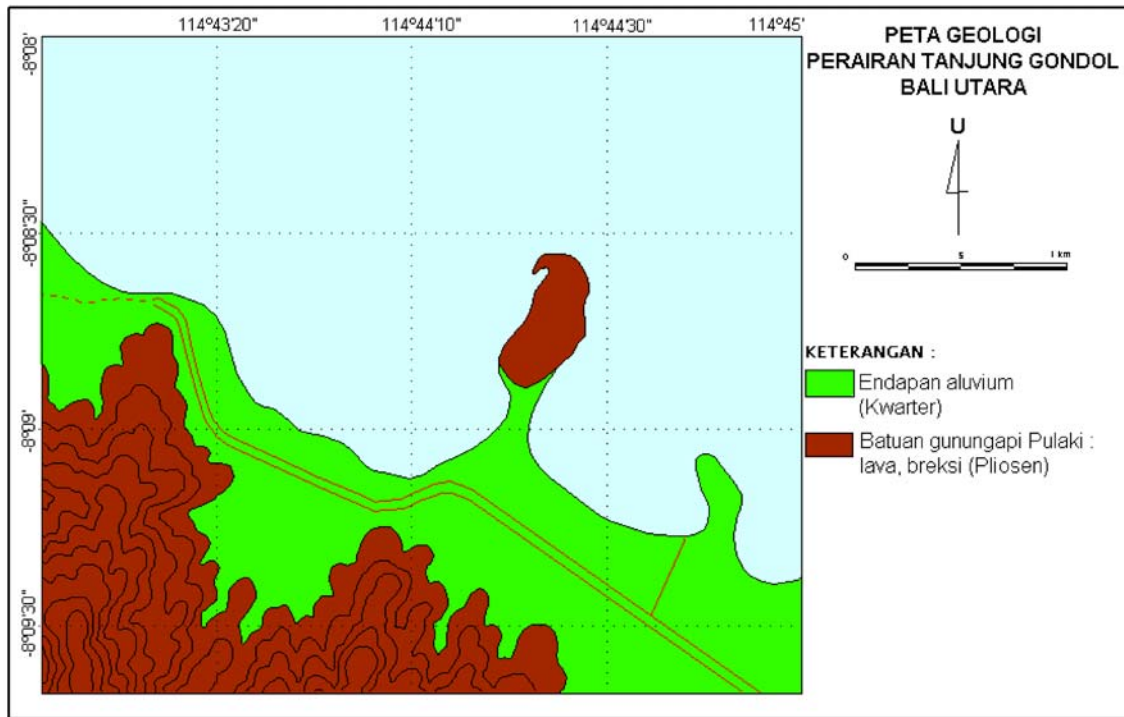 114°43'20 114°44'10 114°44'30 114°45'
-8°08'
-8°08'30"
-8°09'
-8°09'30
PETA GEOLOGI
PERAIRAN TANJUNG GONDOL
BALI UTARA
U
0 5 1 km
KETERANGAN :
Endapan aluvium
(Kwarter)
Batuan gunungapi Pulaki :
lava, breksi (Pliosen)